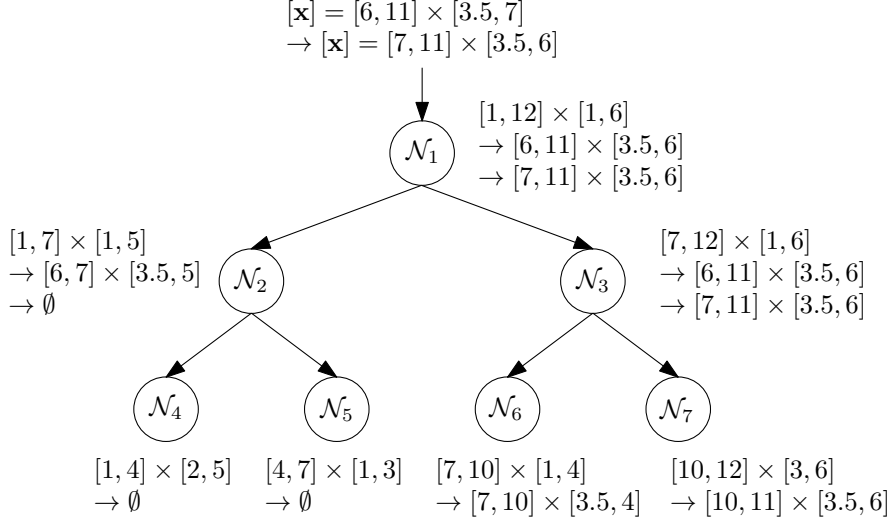 [x] = [6, 11] × [3.5, 7]
→ [x] = [7, 11] × [3.5, 6]
N₁
[1, 12] × [1, 6]
→ [6, 11] × [3.5, 6]
→ [7, 11] × [3.5, 6]
[1, 7] × [1, 5]
→ [6, 7] × [3.5, 5]
→ ∅
N₂
N₃
[7, 12] × [1, 6]
→ [6, 11] × [3.5, 6]
→ [7, 11] × [3.5, 6]
N₄
N₅
N₆
N₇
[1, 4] × [2, 5]
→ ∅
[4, 7] × [1, 3]
→ ∅
[7, 10] × [1, 4]
→ [7, 10] × [3.5, 4]
[10, 12] × [3, 6]
→ [10, 11] × [3.5, 6]